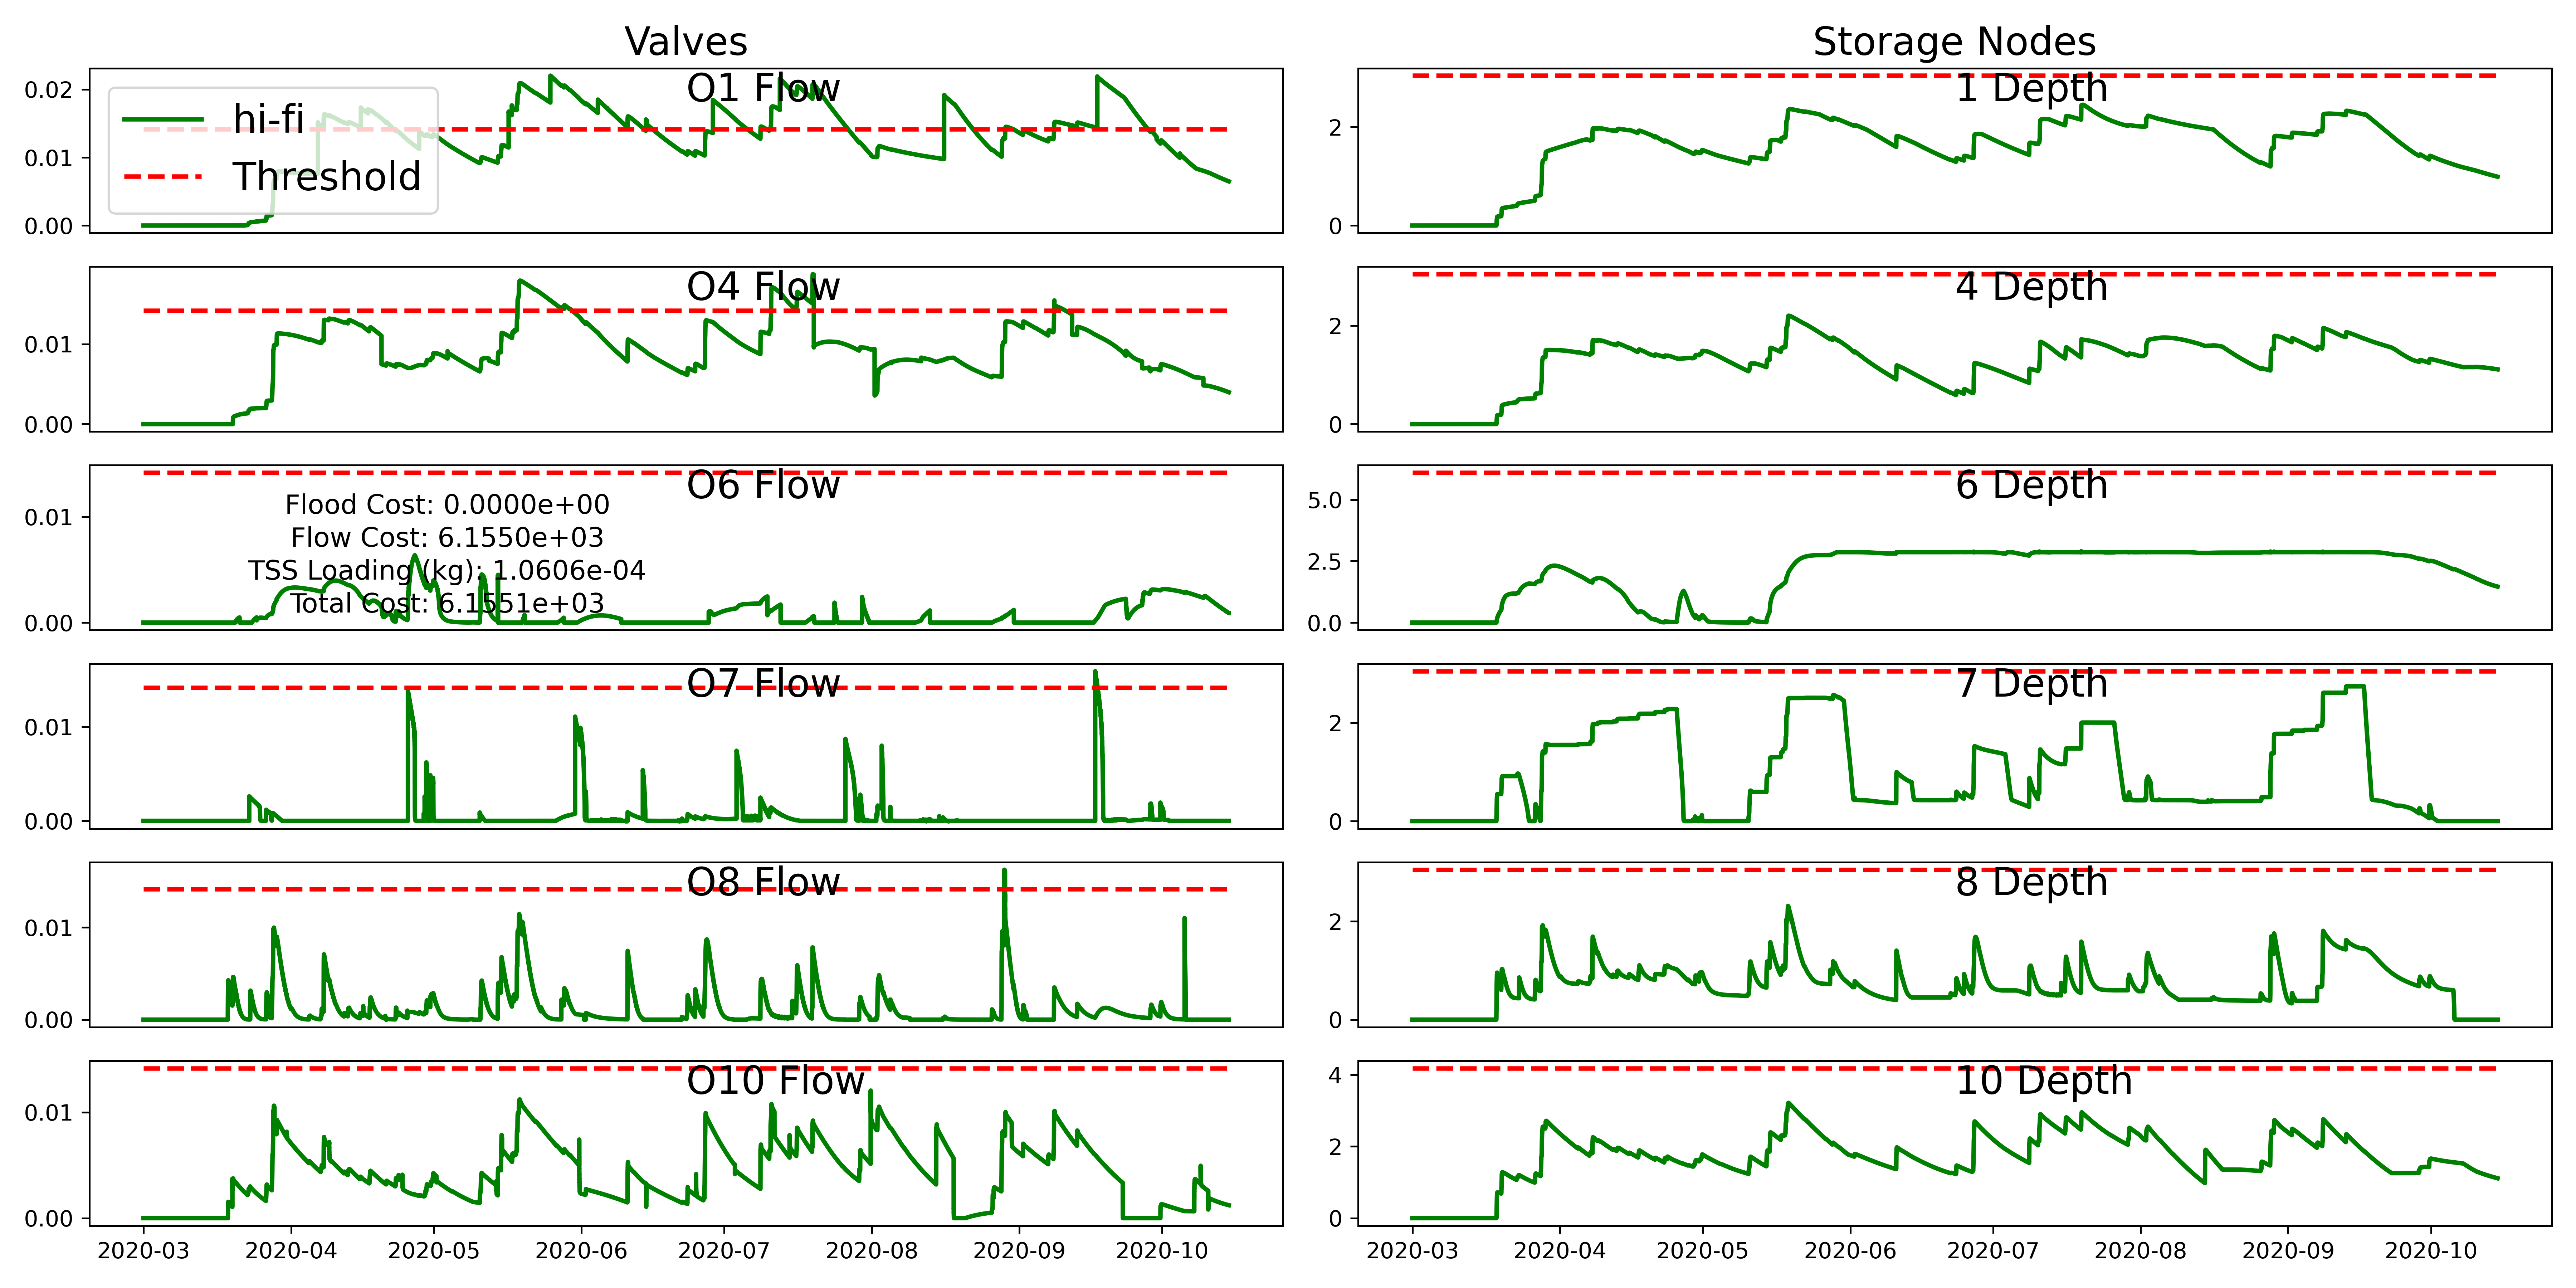 Valves
Storage Nodes
O1 Flow
hi-fi
Threshold
0.02
0.01
0.00
1 Depth
2
0
O4 Flow
0.01
0.00
4 Depth
2
0
O6 Flow
0.01
0.00
Flood Cost: 0.0000e+00
Flow Cost: 6.1550e+03
TSS Loading (kg): 1.0606e-04
Total Cost: 6.1551e+03
6 Depth
5.0
2.5
0.0
O7 Flow
0.01
0.00
7 Depth
2
0
O8 Flow
0.01
0.00
8 Depth
2
0
O10 Flow
0.01
0.00
2020-03 2020-04 2020-05 2020-06 2020-07 2020-08 2020-09 2020-10
10 Depth
4
2
0
2020-03 2020-04 2020-05 2020-06 2020-07 2020-08 2020-09 2020-10